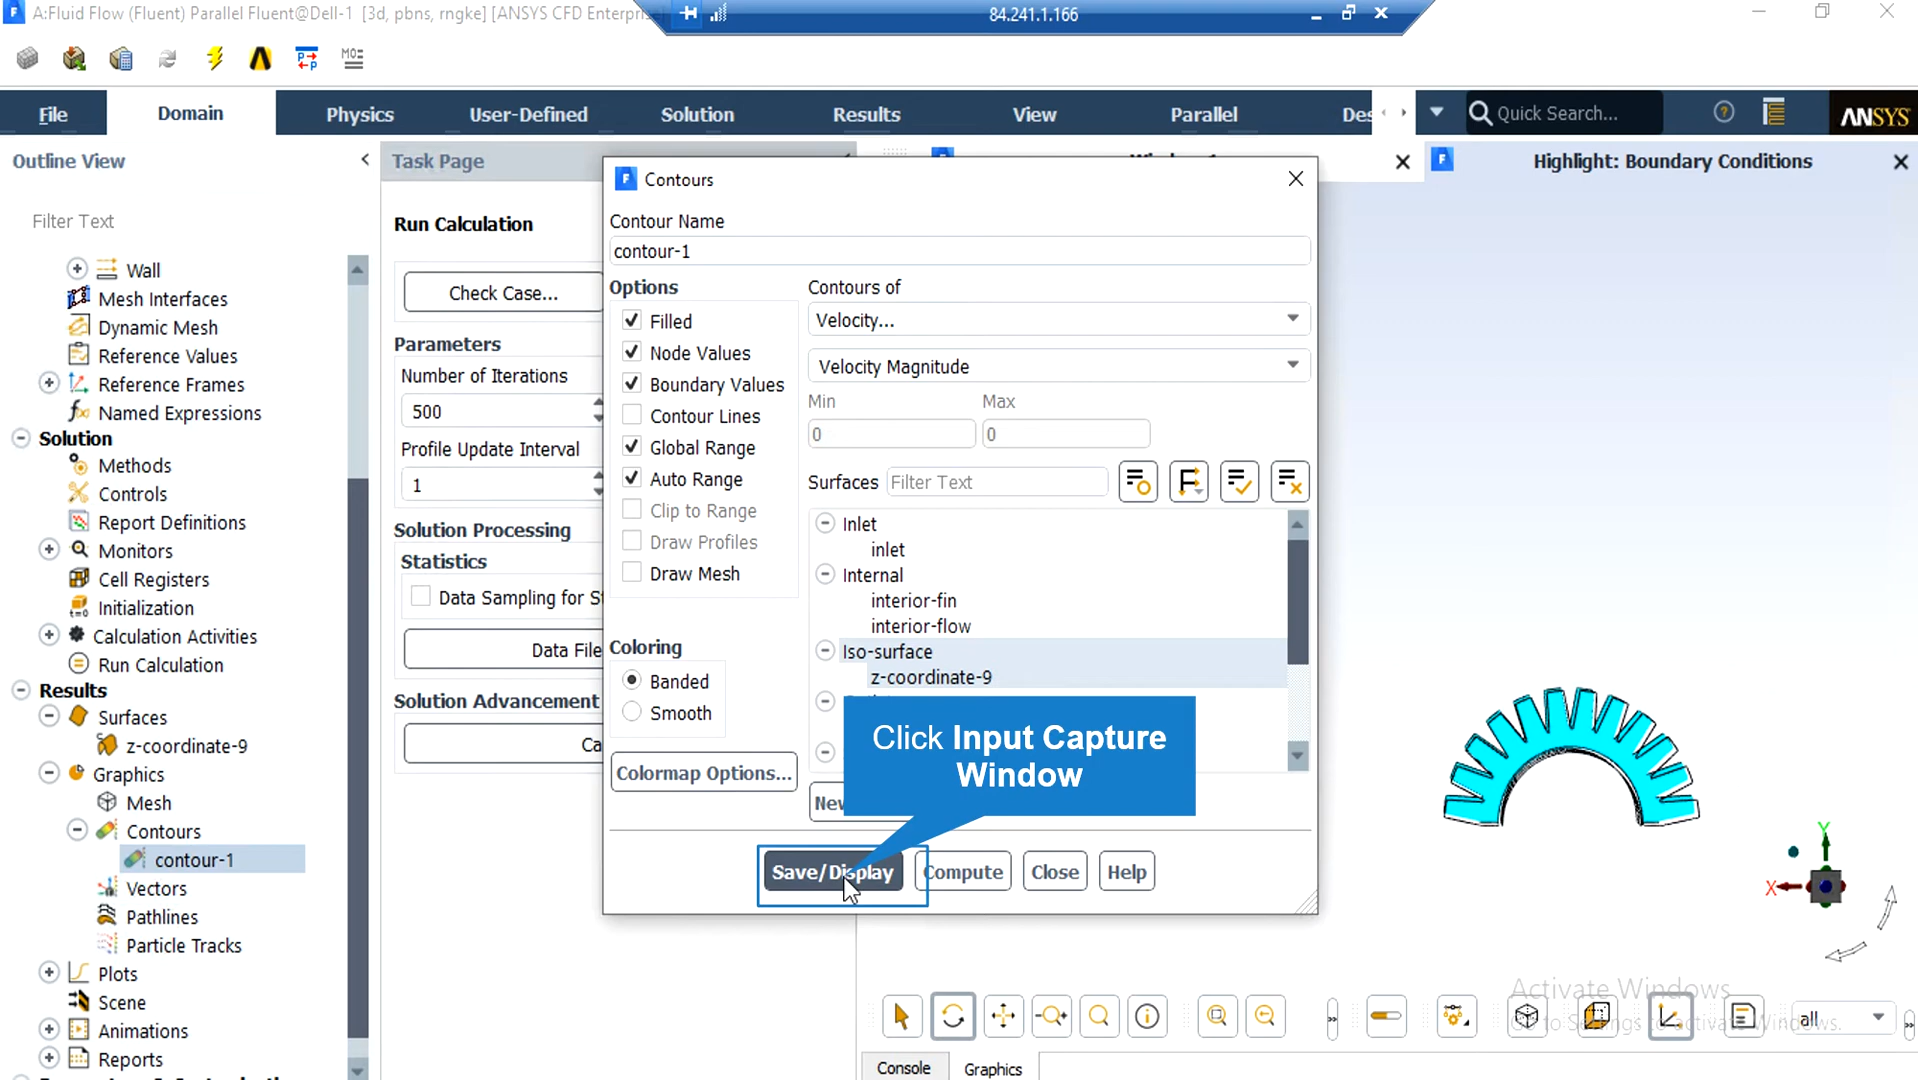 A:Fluid Flow (Fluent) Parallel Fluent@Dell-1 [3d, pbns, rngke] [ANSYS CFD Enterpris
84.241.1.166
File
Domain
Physics
User-Defined
Solution
Results
View
Parallel
Des
Quick Search...
ANSYS
Outline View
Filter Text
Wall
Mesh Interfaces
Dynamic Mesh
Reference Values
Reference Frames
Named Expressions
Solution
Methods
Controls
Report Definitions
Monitors
Cell Registers
Initialization
Calculation Activities
Run Calculation
Results
Surfaces
z-coordinate-9
Graphics
Mesh
Contours
contour-1
Vectors
Pathlines
Particle Tracks
Plots
Scene
Animations
Reports
Task Page
Run Calculation
Check Case...
Parameters
Number of Iterations
500
Profile Update Interval
1
Solution Processing
Statistics
Data Sampling for St
Data File
Solution Advancement
Ca
Contours
Contour Name
contour-1
Options
Filled
Node Values
Boundary Values
Contour Lines
Global Range
Auto Range
Clip to Range
Draw Profiles
Draw Mesh
Coloring
Banded
Smooth
Colormap Options...
Contours of
Velocity...
Velocity Magnitude
Min Max
0 0
Surfaces Filter Text
Inlet
inlet
Internal
interior-fin
interior-flow
Iso-surface
z-coordinate-9
New
Click Input Capture
Window
Save/Display
Compute
Close
Help
Highlight: Boundary Conditions
Y
X
Activate Windows
Go to Settings to activate Windows.
all
Console
Graphics